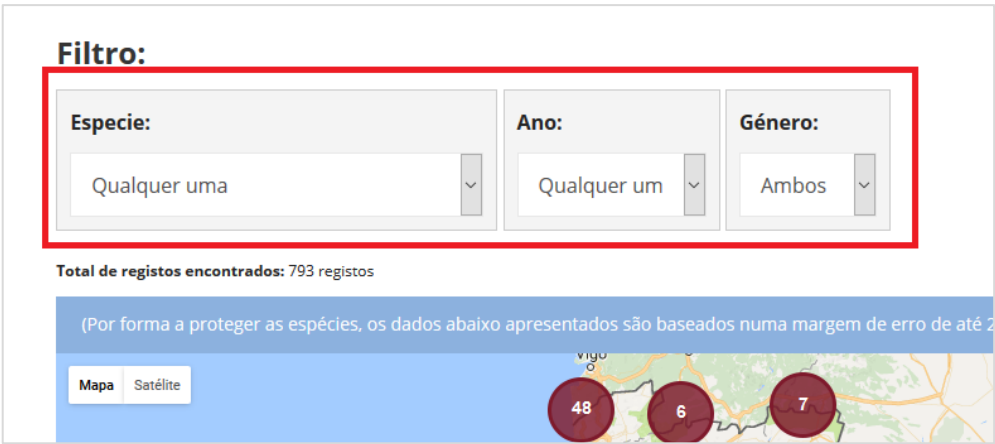 Filtro:
Especie: Ano: Género:
Qualquer uma Qualquer um Ambos
Total de registos encontrados: 793 registos
(Por forma a proteger as espécies, os dados abaixo apresentados são baseados numa margem de erro de até 2
Vigo
Mapa Satélite
48 6 7